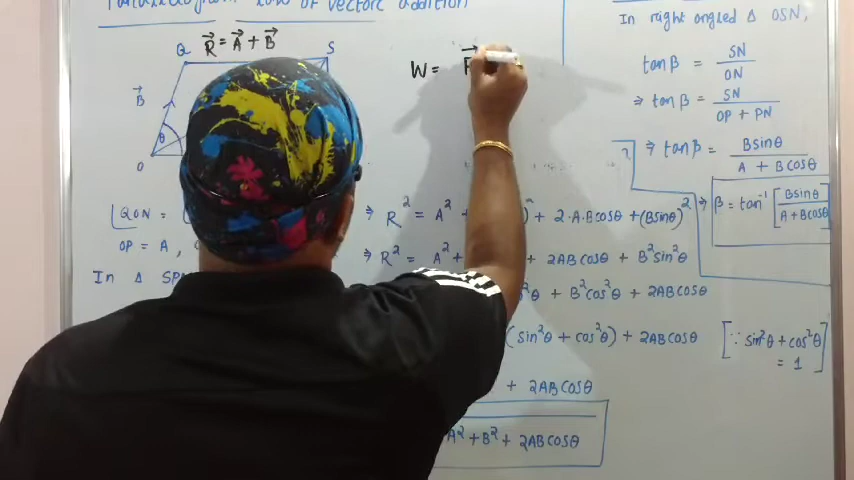 Parallelogram law of vector addition
Q R⃗ = A⃗ + B⃗ S
B⃗
θ
O
∠QON =
OP = A ,
In Δ SP
W = F⃗
⇒ R² = A² + )² + 2·A·Bcosθ + (Bsinθ)²
⇒ R² = A² + 2ABcosθ + B²sin²θ
²θ + B²cos²θ + 2ABcosθ
(sin²θ + cos²θ) + 2ABcosθ
[∵ sin²θ + cos²θ = 1]
+ 2ABcosθ
A² + B² + 2ABcosθ
In right angled Δ OSN,
tanβ = SN/ON
⇒ tanβ = SN/(OP + PN)
⇒ tanβ = Bsinθ/(A + Bcosθ)
⇒ β = tan⁻¹ [Bsinθ/(A + Bcosθ)]